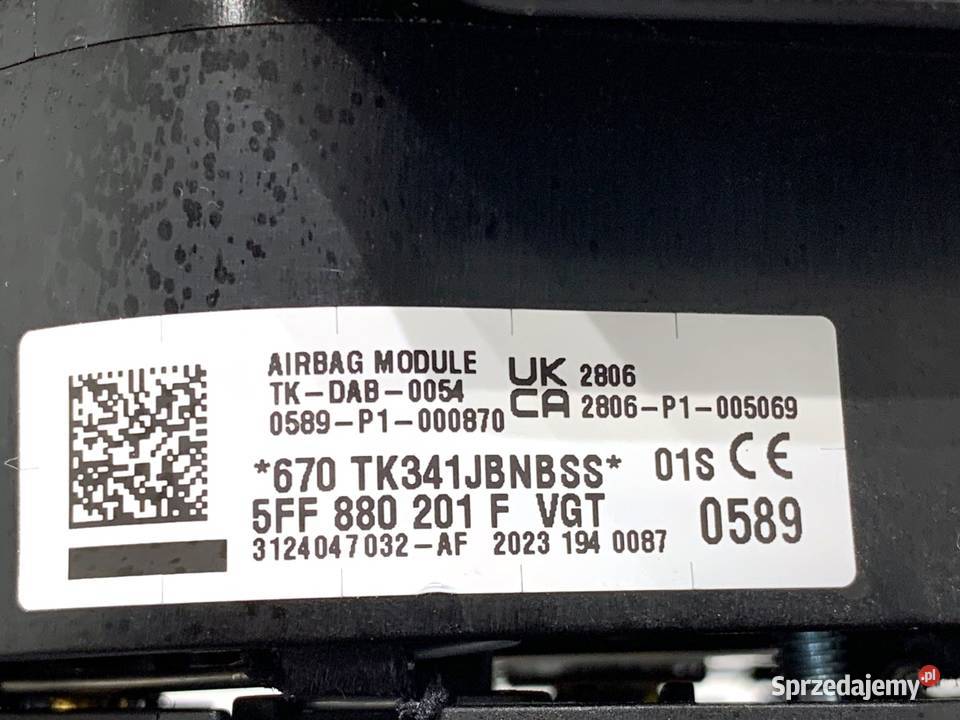 AIRBAG MODULE
TK-DAB-0054
0589-P1-000870
UK 2806
CA 2806-P1-005069
*670 TK341JBNBSS* 01S CE
5FF 880 201 F VGT 0589
3124047032-AF 2023 194 0087
Sprzedajemy.pl